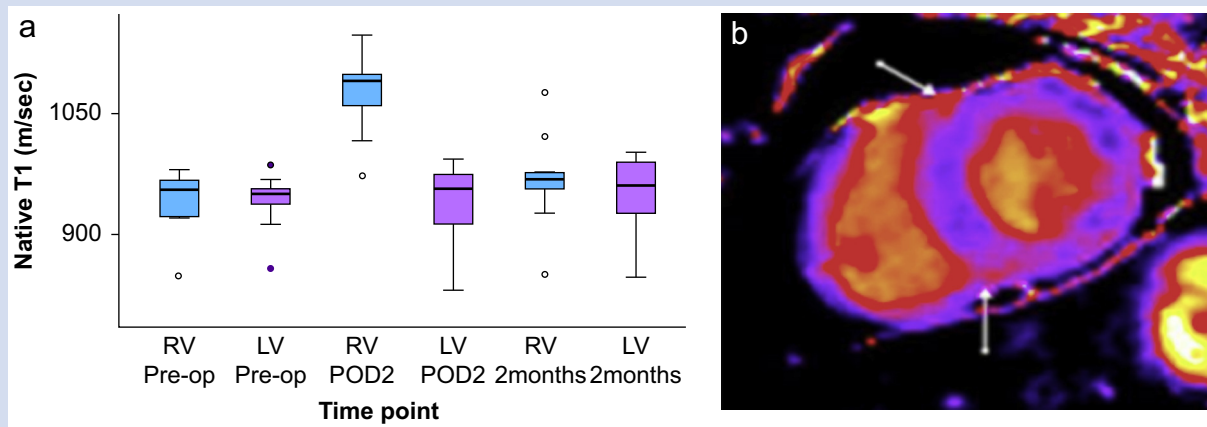 a
b
Native T1 (m/sec)
1050
900
RV LV RV LV RV LV
Pre-op Pre-op POD2 POD2 2months 2months
Time point